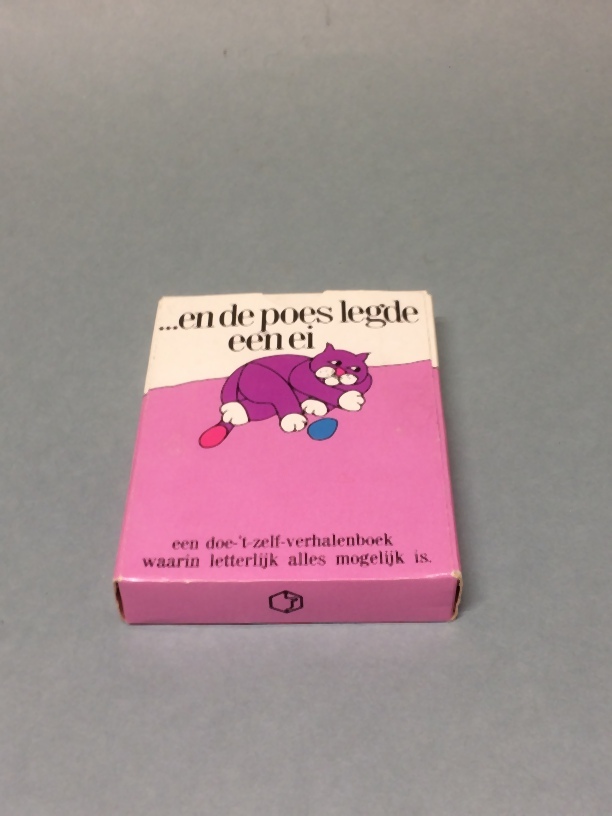 ...en de poes legde
een ei
een doe-'t-zelf-verhalenboek
waarin letterlijk alles mogelijk is.